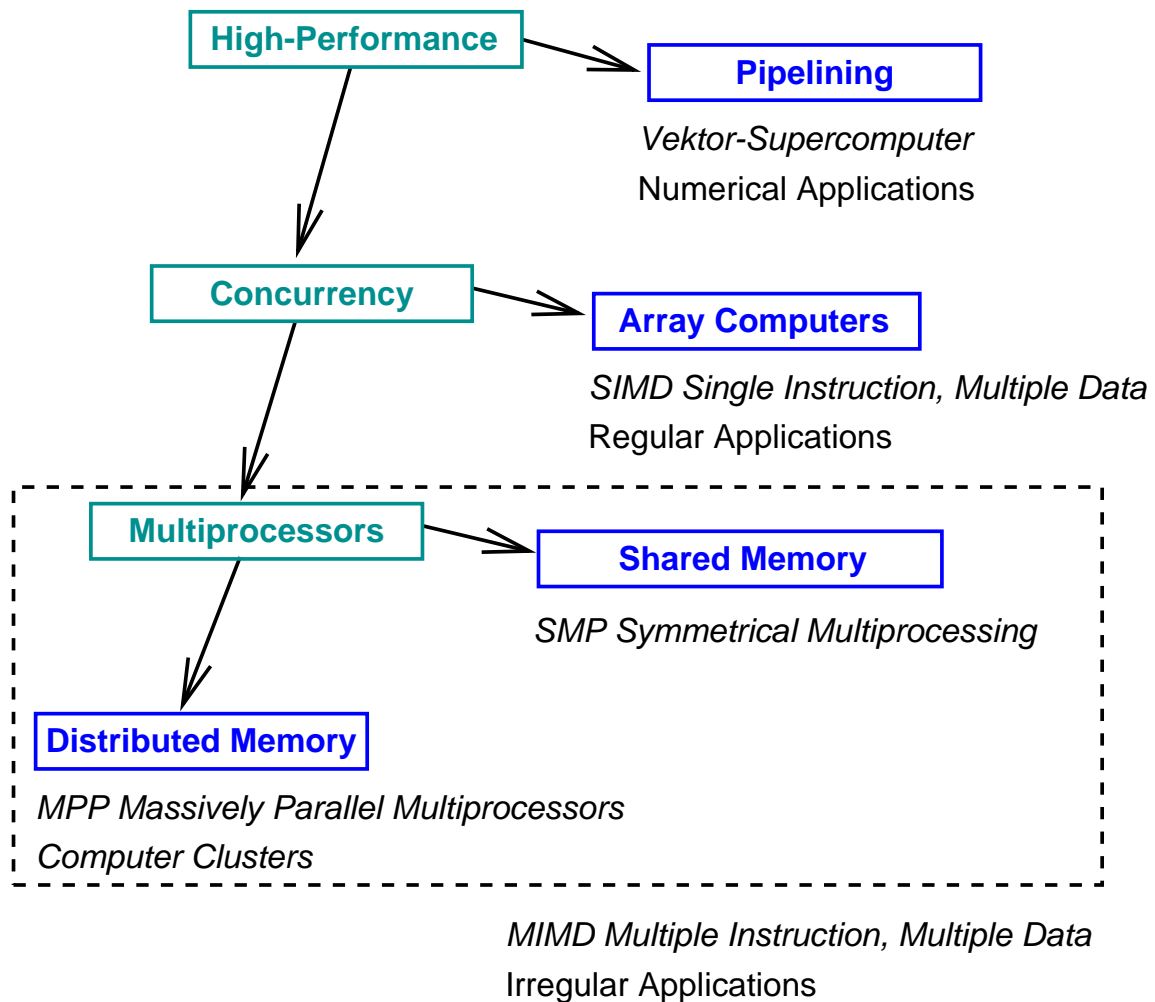 High-Performance
Pipelining
Vektor-Supercomputer
Numerical Applications
Concurrency
Array Computers
SIMD Single Instruction, Multiple Data
Regular Applications
Multiprocessors
Shared Memory
SMP Symmetrical Multiprocessing
Distributed Memory
MPP Massively Parallel Multiprocessors
Computer Clusters
MIMD Multiple Instruction, Multiple Data
Irregular Applications